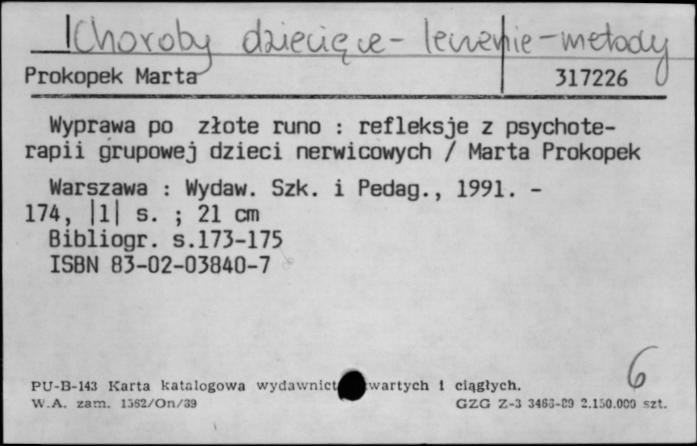 Choroby dziecięce - leczenie - metody
Prokopek Marta 317226
Wyprawa po złote runo : refleksje z psychote-
rapii grupowej dzieci nerwicowych / Marta Prokopek
Warszawa : Wydaw. Szk. i Pedag., 1991. -
174, |1| s. ; 21 cm
Bibliogr. s.173-175
ISBN 83-02-03840-7
6
PU-B-143 Karta katalogowa wydawnict wartych i ciągłych.
W.A. zam. 1362/On/89 GZG Z-3 3463-89 2.150.000 szt.